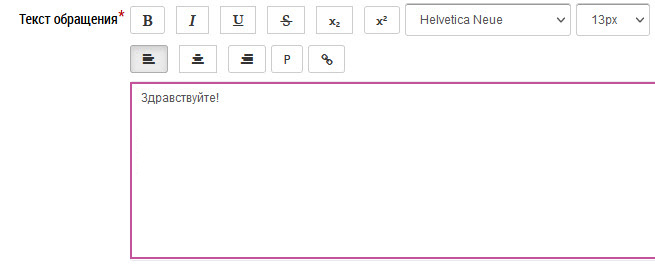 Текст обращения* B I U S x₂ x² Helvetica Neue 13px
P
Здравствуйте!